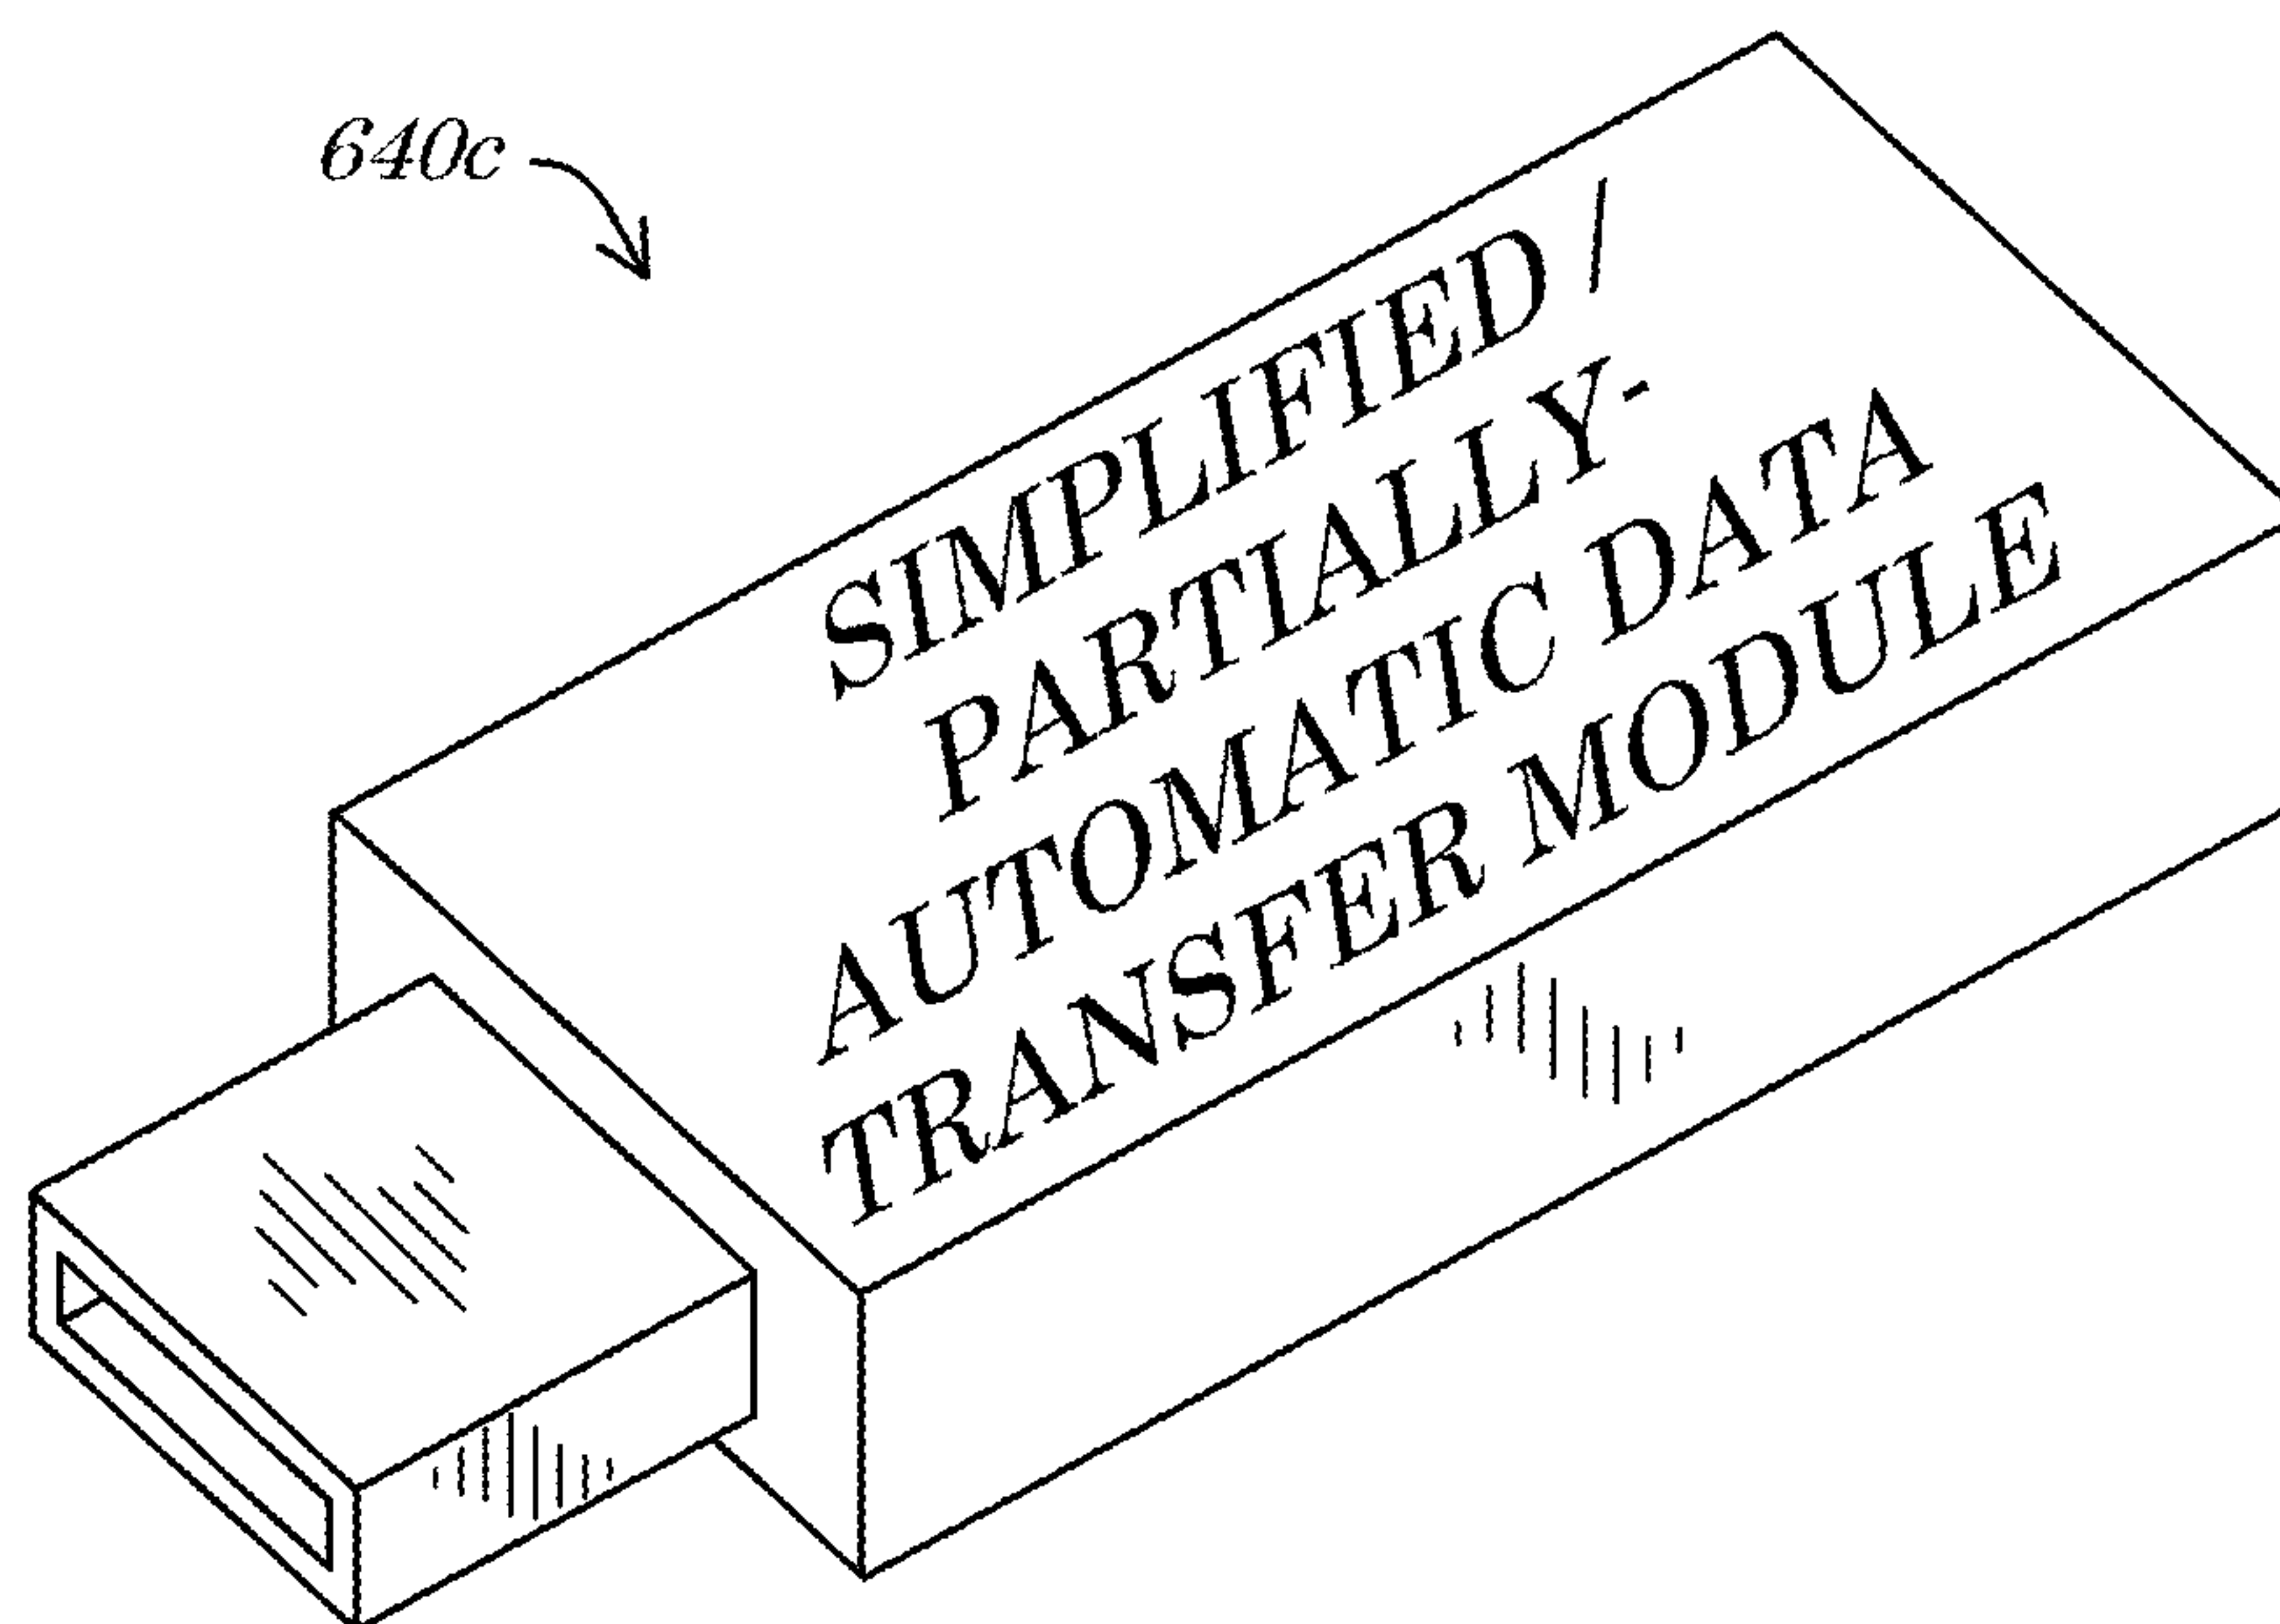 640c
SIMPLIFIED /
PARTIALLY-
AUTOMATIC DATA
TRANSFER MODULE